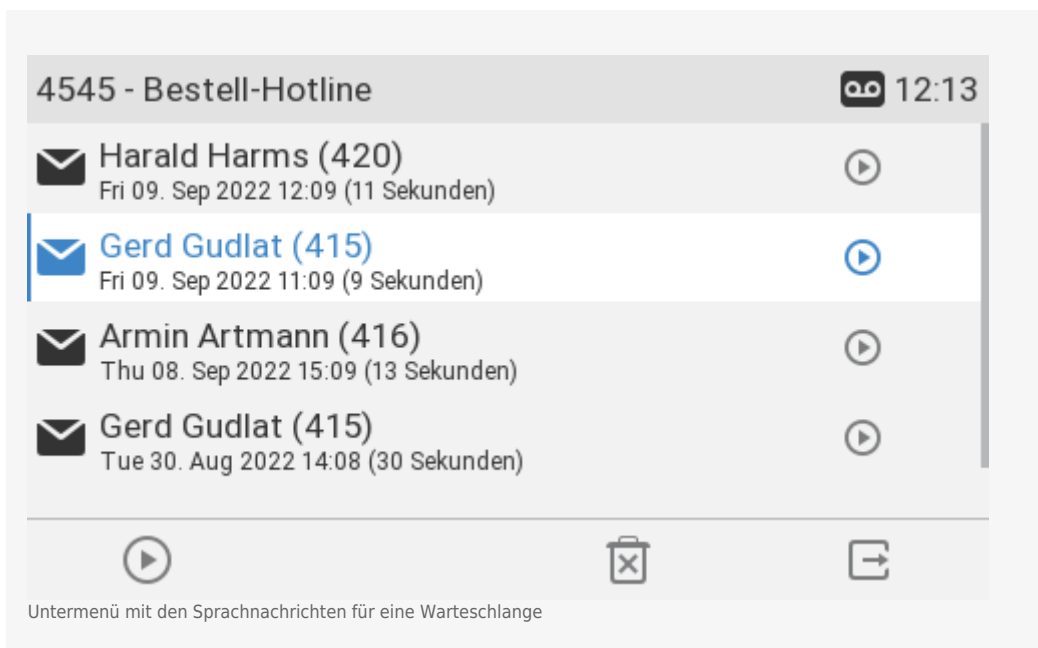 4545 - Bestell-Hotline 12:13
Harald Harms (420)
Fri 09. Sep 2022 12:09 (11 Sekunden)
Gerd Gudlat (415)
Fri 09. Sep 2022 11:09 (9 Sekunden)
Armin Artmann (416)
Thu 08. Sep 2022 15:09 (13 Sekunden)
Gerd Gudlat (415)
Tue 30. Aug 2022 14:08 (30 Sekunden)
Untermenü mit den Sprachnachrichten für eine Warteschlange